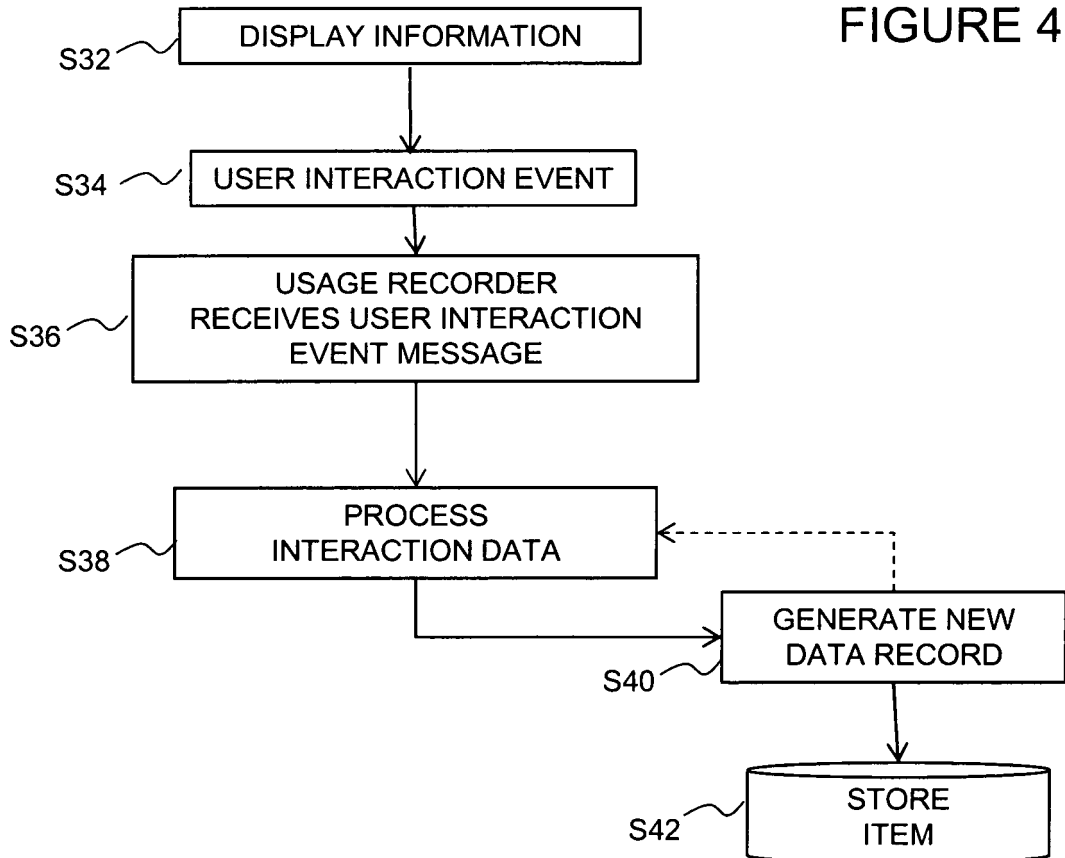 FIGURE 4
DISPLAY INFORMATION
S32
USER INTERACTION EVENT
S34
USAGE RECORDER
RECEIVES USER INTERACTION
EVENT MESSAGE
S36
PROCESS
INTERACTION DATA
S38
GENERATE NEW
DATA RECORD
S40
STORE
ITEM
S42